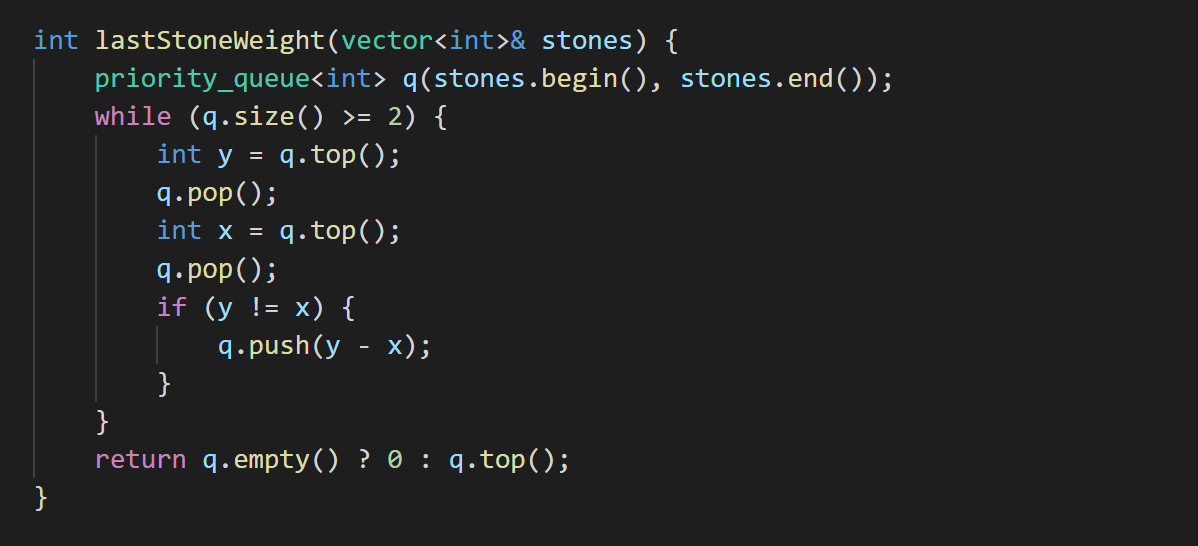 int lastStoneWeight(vector<int>& stones) {
    priority_queue<int> q(stones.begin(), stones.end());
    while (q.size() >= 2) {
        int y = q.top();
        q.pop();
        int x = q.top();
        q.pop();
        if (y != x) {
            q.push(y - x);
        }
    }
    return q.empty() ? 0 : q.top();
}